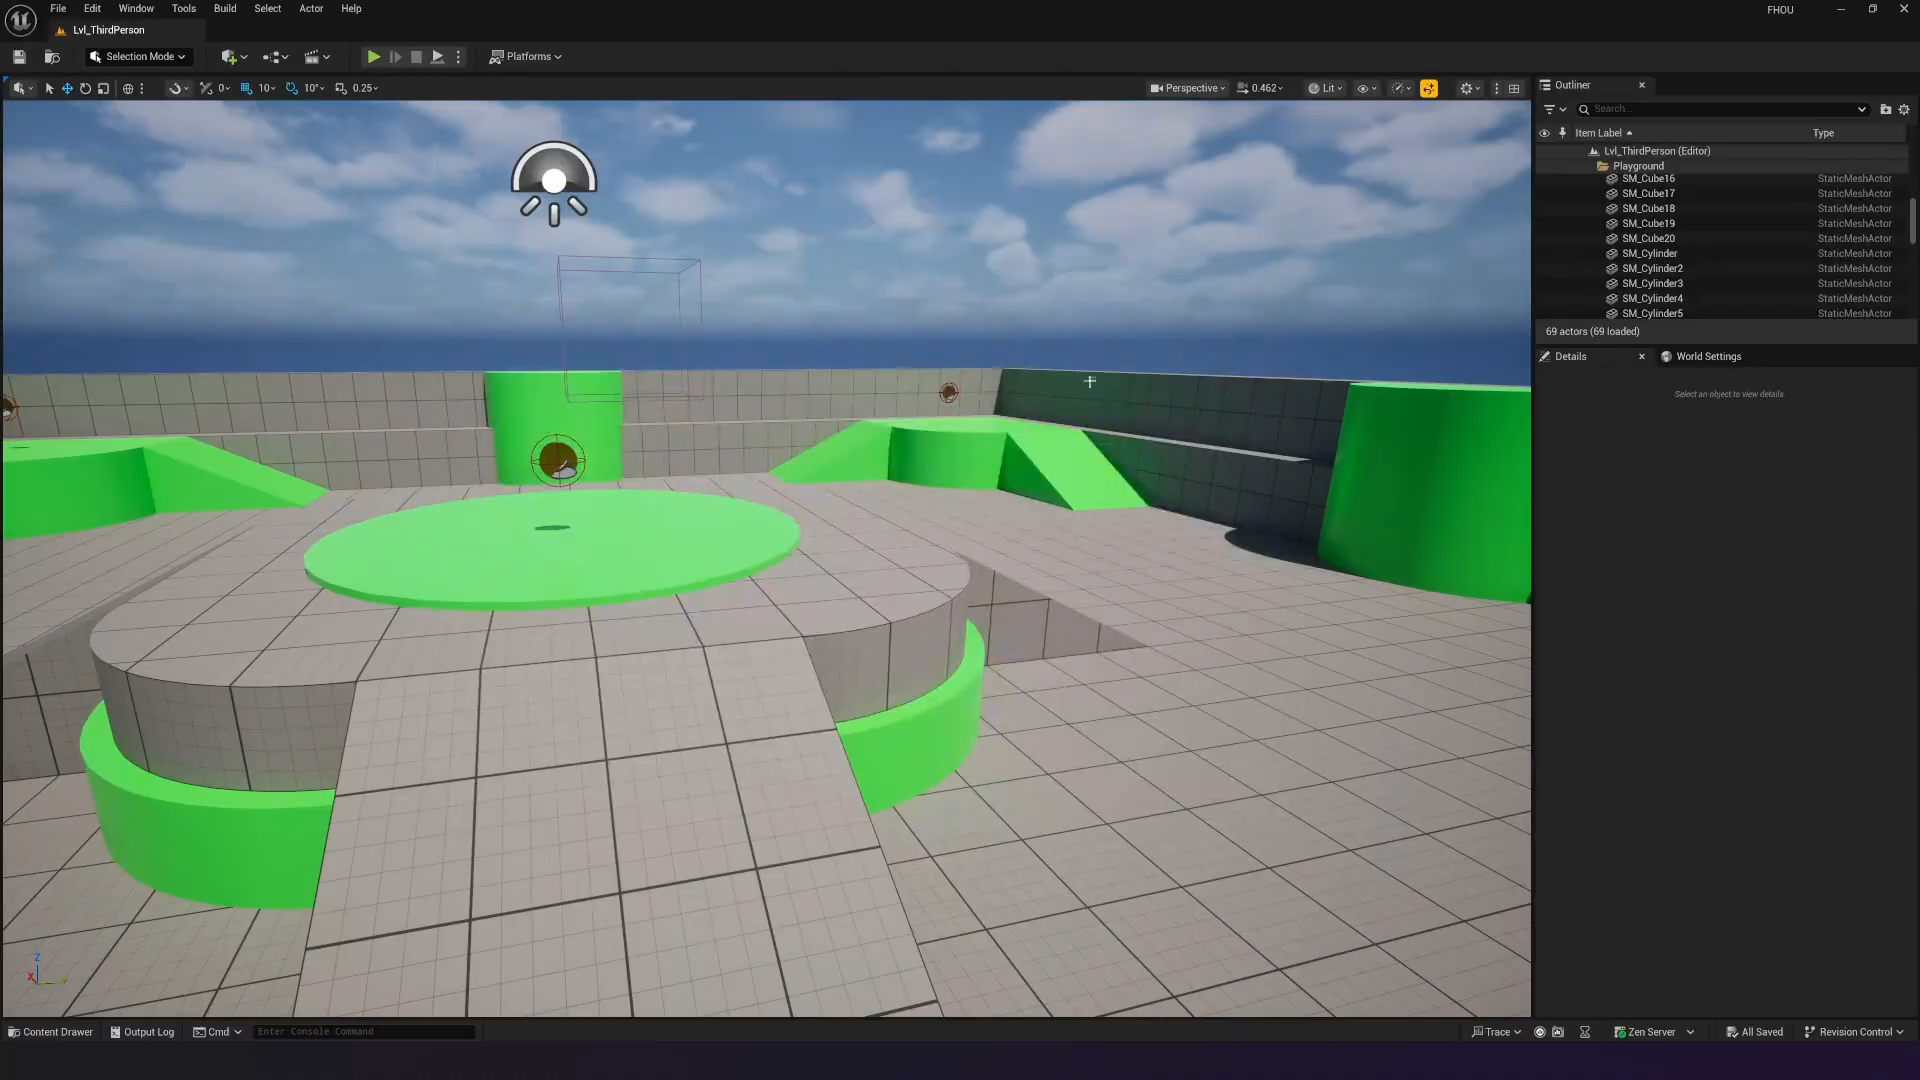 File Edit Window Tools Build Select Actor Help
FHOU
Lvl_ThirdPerson
Selection Mode
Platforms
0 10 10° 0.25
Perspective 0.462 Lit
Outliner
Search...
Item Label Type
Lvl_ThirdPerson (Editor)
Playground
SM_Cube16 StaticMeshActor
SM_Cube17 StaticMeshActor
SM_Cube18 StaticMeshActor
SM_Cube19 StaticMeshActor
SM_Cube20 StaticMeshActor
SM_Cylinder StaticMeshActor
SM_Cylinder2 StaticMeshActor
SM_Cylinder3 StaticMeshActor
SM_Cylinder4 StaticMeshActor
SM_Cylinder5 StaticMeshActor
69 actors (69 loaded)
Details World Settings
Select an object to view details.
Z
X
Y
Content Drawer Output Log Cmd Enter Console Command
Trace Zen Server All Saved Revision Control